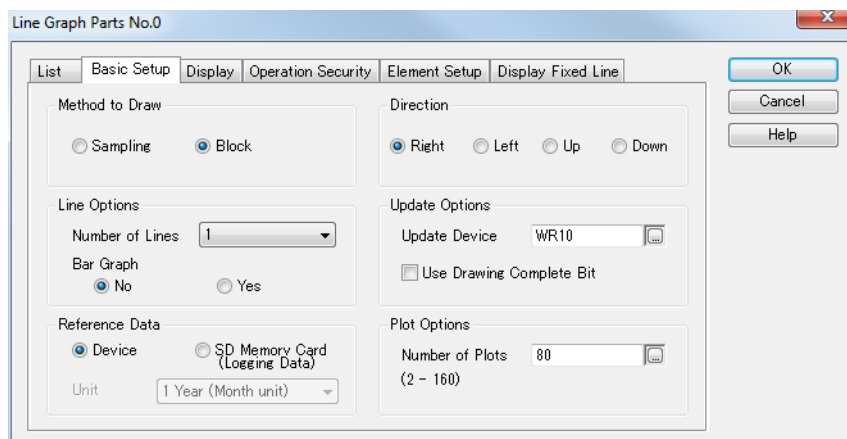 Line Graph Parts No.0
x
List Basic Setup Display Operation Security Element Setup Display Fixed Line
OK
Cancel
Help
Method to Draw
Sampling Block
Direction
Right Left Up Down
Line Options
Number of Lines 1
Bar Graph
No Yes
Update Options
Update Device WR10 ...
Use Drawing Complete Bit
Reference Data
Device SD Memory Card
(Logging Data)
Unit 1 Year (Month unit)
Plot Options
Number of Plots 80 ...
(2 - 160)